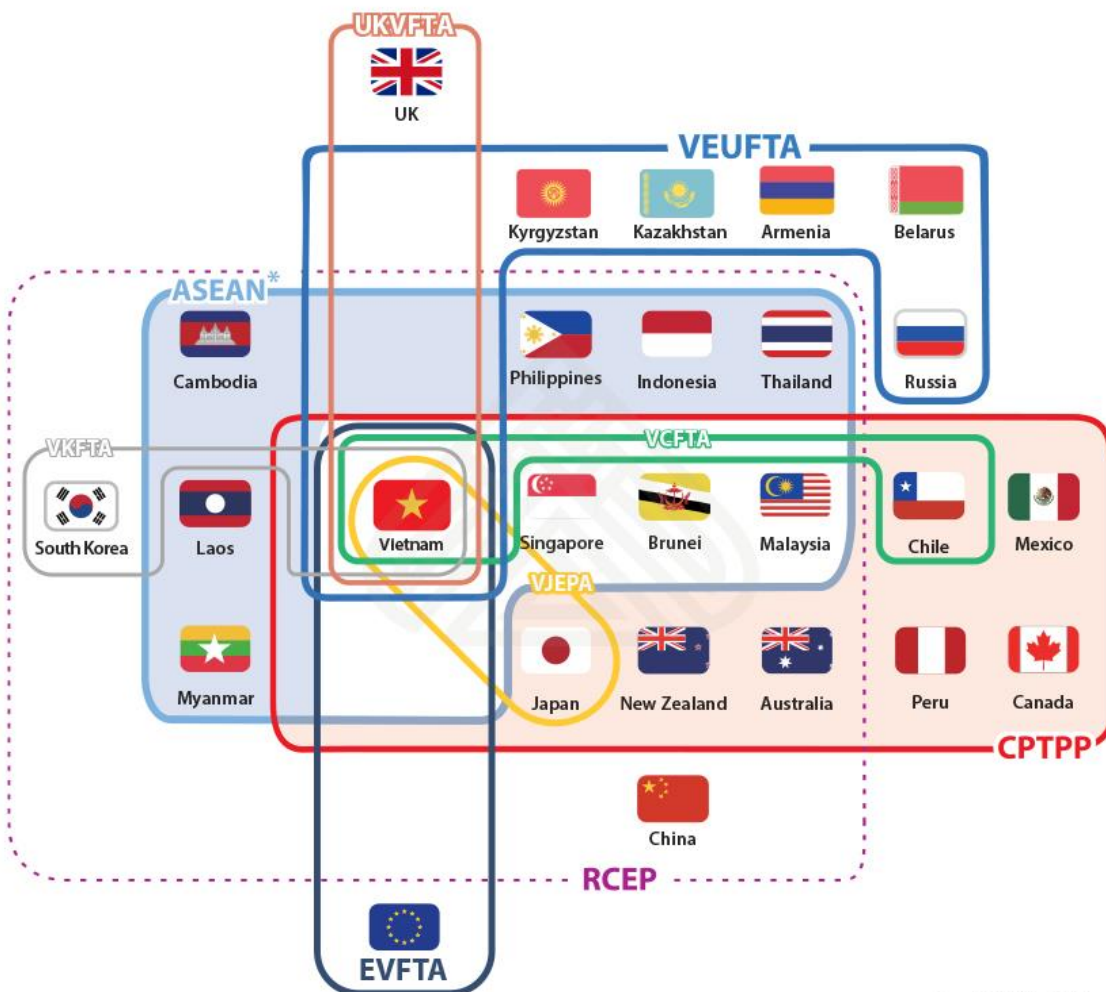 UKVFTA
UK
VEUFTA
Kyrgyzstan Kazakhstan Armenia Belarus
ASEAN*
Cambodia Philippines Indonesia Thailand Russia
VKFTA VCFTA
South Korea Laos Vietnam Singapore Brunei Malaysia Chile Mexico
VJEPA
Myanmar Japan New Zealand Australia Peru Canada
CPTPP
China
RCEP
EVFTA